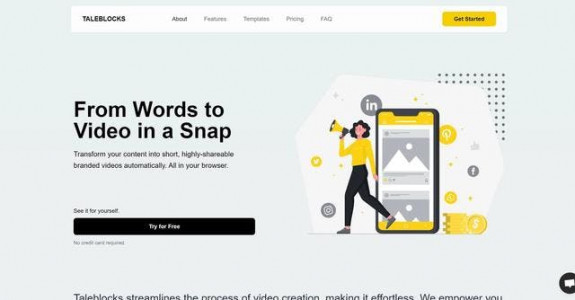 TALEBLOCKS About Features Templates Pricing FAQ Get Started
From Words to
Video in a Snap
Transform your content into short, highly-shareable
branded videos automatically. All in your browser.
See it for yourself.
Try for Free
No credit card required
in
Taleblocks streamlines the process of video creation, making it effortless. We empower you